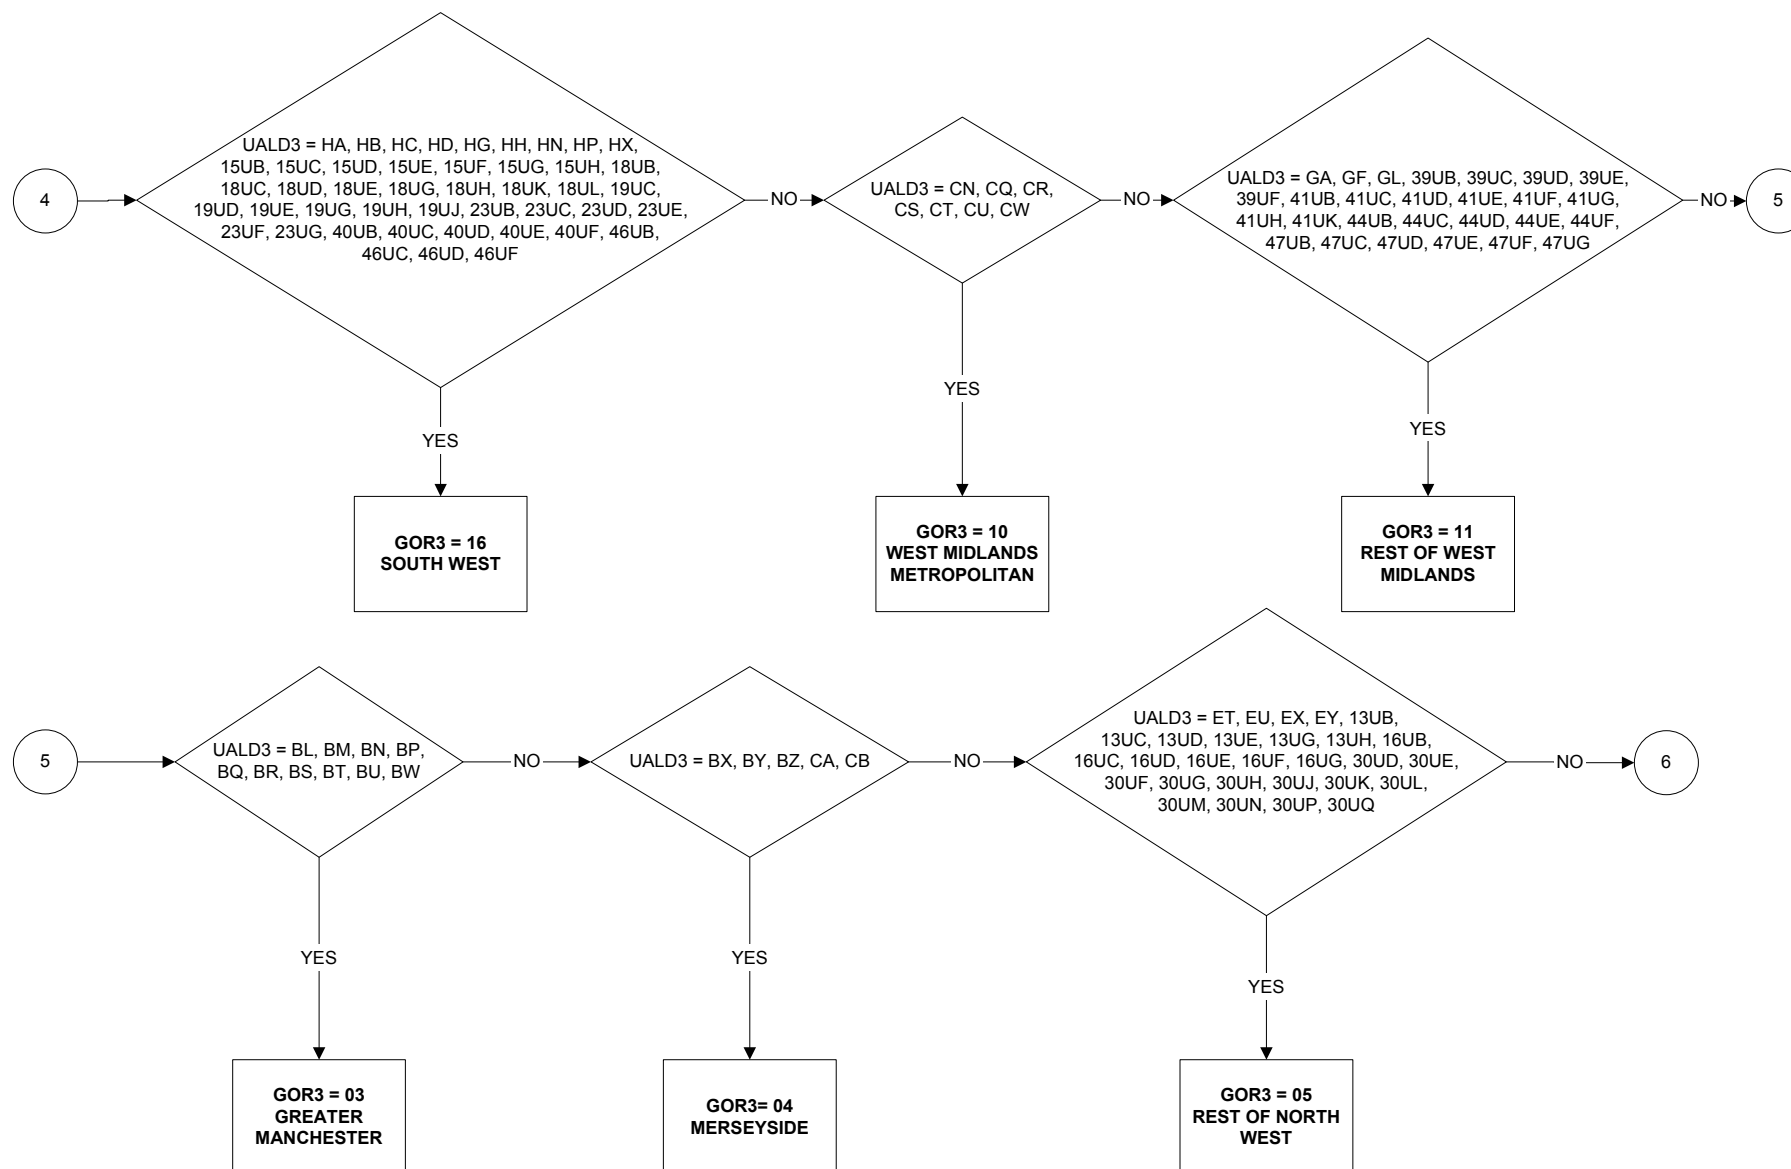 4
UALD3 = HA, HB, HC, HD, HG, HH, HN, HP, HX,
15UB, 15UC, 15UD, 15UE, 15UF, 15UG, 15UH, 18UB,
18UC, 18UD, 18UE, 18UG, 18UH, 18UK, 18UL, 19UC,
19UD, 19UE, 19UG, 19UH, 19UJ, 23UB, 23UC, 23UD, 23UE,
23UF, 23UG, 40UB, 40UC, 40UD, 40UE, 40UF, 46UB,
46UC, 46UD, 46UF
NO
UALD3 = CN, CQ, CR,
CS, CT, CU, CW
NO
UALD3 = GA, GF, GL, 39UB, 39UC, 39UD, 39UE,
39UF, 41UB, 41UC, 41UD, 41UE, 41UF, 41UG,
41UH, 41UK, 44UB, 44UC, 44UD, 44UE, 44UF,
47UB, 47UC, 47UD, 47UE, 47UF, 47UG
NO
5
YES
YES
YES
GOR3 = 16
SOUTH WEST
GOR3 = 10
WEST MIDLANDS
METROPOLITAN
GOR3 = 11
REST OF WEST
MIDLANDS
5
UALD3 = BL, BM, BN, BP,
BQ, BR, BS, BT, BU, BW
NO
UALD3 = BX, BY, BZ, CA, CB
NO
UALD3 = ET, EU, EX, EY, 13UB,
13UC, 13UD, 13UE, 13UG, 13UH, 16UB,
16UC, 16UD, 16UE, 16UF, 16UG, 30UD, 30UE,
30UF, 30UG, 30UH, 30UJ, 30UK, 30UL,
30UM, 30UN, 30UP, 30UQ
NO
6
YES
YES
YES
GOR3 = 03
GREATER
MANCHESTER
GOR3= 04
MERSEYSIDE
GOR3 = 05
REST OF NORTH
WEST